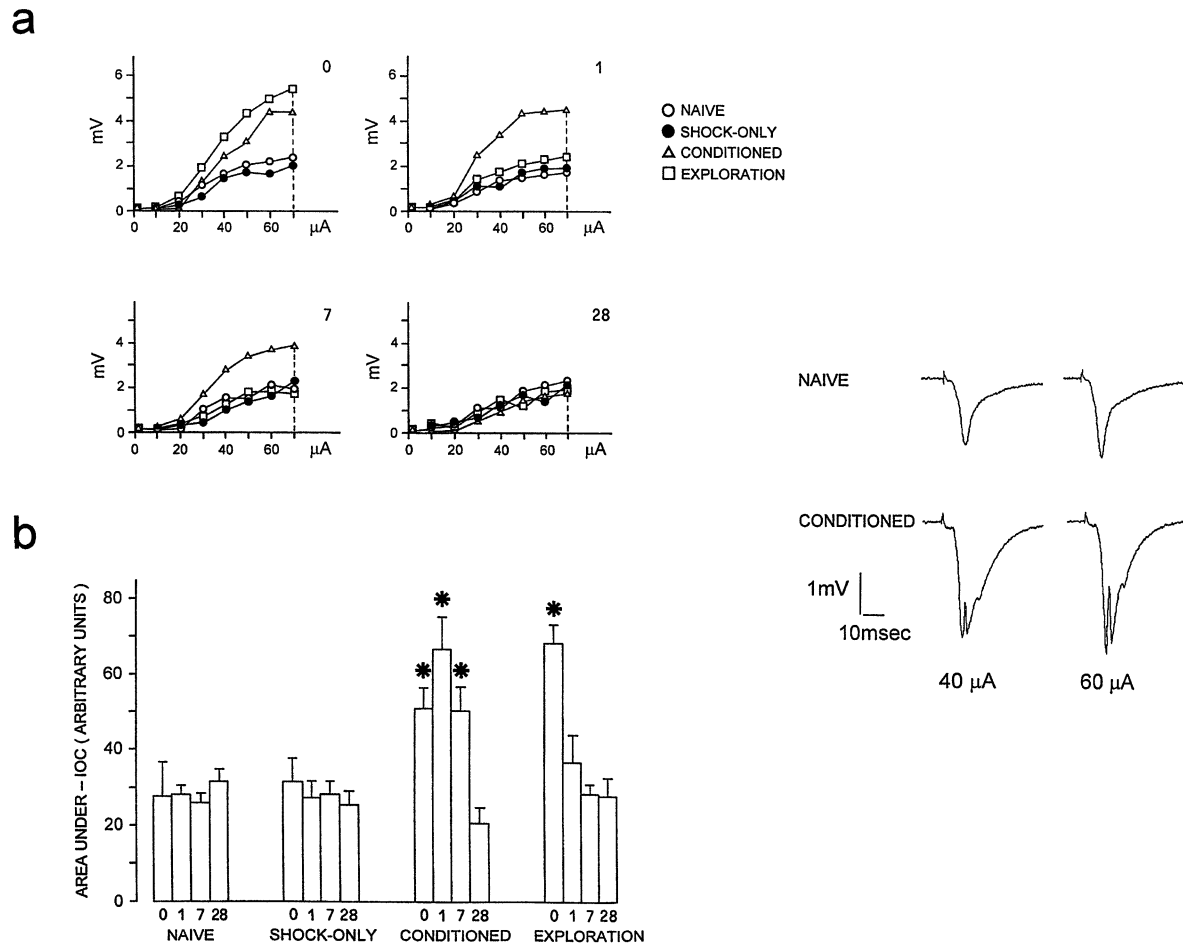 a
0
mV
6
4
2
0
0 20 40 60 μA
1
mV
6
4
2
0
0 20 40 60 μA
NAIVE
SHOCK-ONLY
CONDITIONED
EXPLORATION
7
mV
4
2
0
0 20 40 60 μA
28
mV
4
2
0
0 20 40 60 μA
NAIVE
CONDITIONED
1mV
10msec
40 μA 60 μA
b
AREA UNDER – IOC ( ARBITRARY UNITS )
80
60
40
20
0
* * * *
0 1 7 28 0 1 7 28 0 1 7 28 0 1 7 28
NAIVE SHOCK-ONLY CONDITIONED EXPLORATION